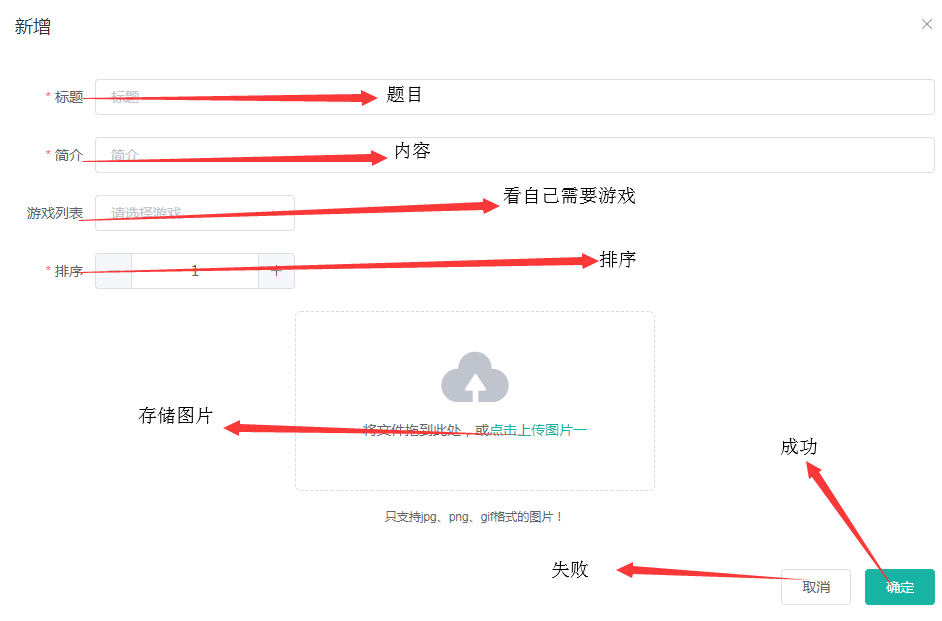 新增
* 标题 标题 题目
* 简介 简介 内容
游戏列表 请选择游戏 看自己需要游戏
* 排序 1 排序
存储图片
将文件拖到此处，或点击上传图片一
只支持jpg、png、gif格式的图片！
成功
失败
取消 确定